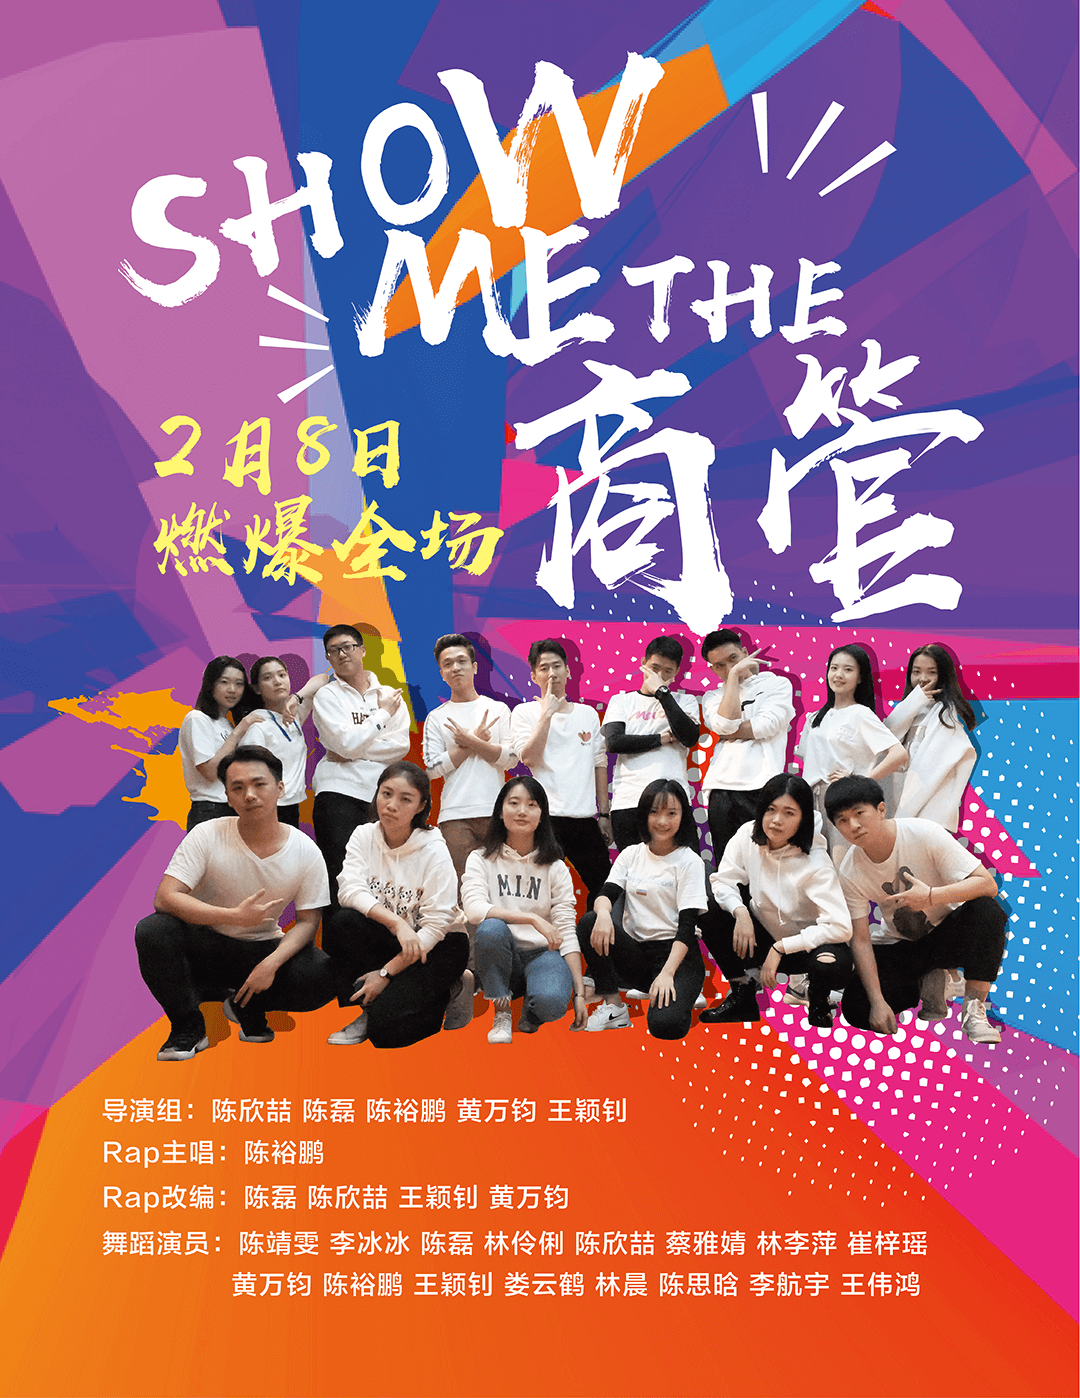 SHOW
ME THE
商管
2月8日
燃爆全场
M.I.N
导演组：陈欣喆 陈磊 陈裕鹏 黄万钧 王颖钊
Rap主唱：陈裕鹏
Rap改编：陈磊 陈欣喆 王颖钊 黄万钧
舞蹈演员：陈靖雯 李冰冰 陈磊 林伶俐 陈欣喆 蔡雅婧 林李萍 崔梓瑶
黄万钧 陈裕鹏 王颖钊 娄云鹤 林晨 陈思晗 李航宇 王伟鸿